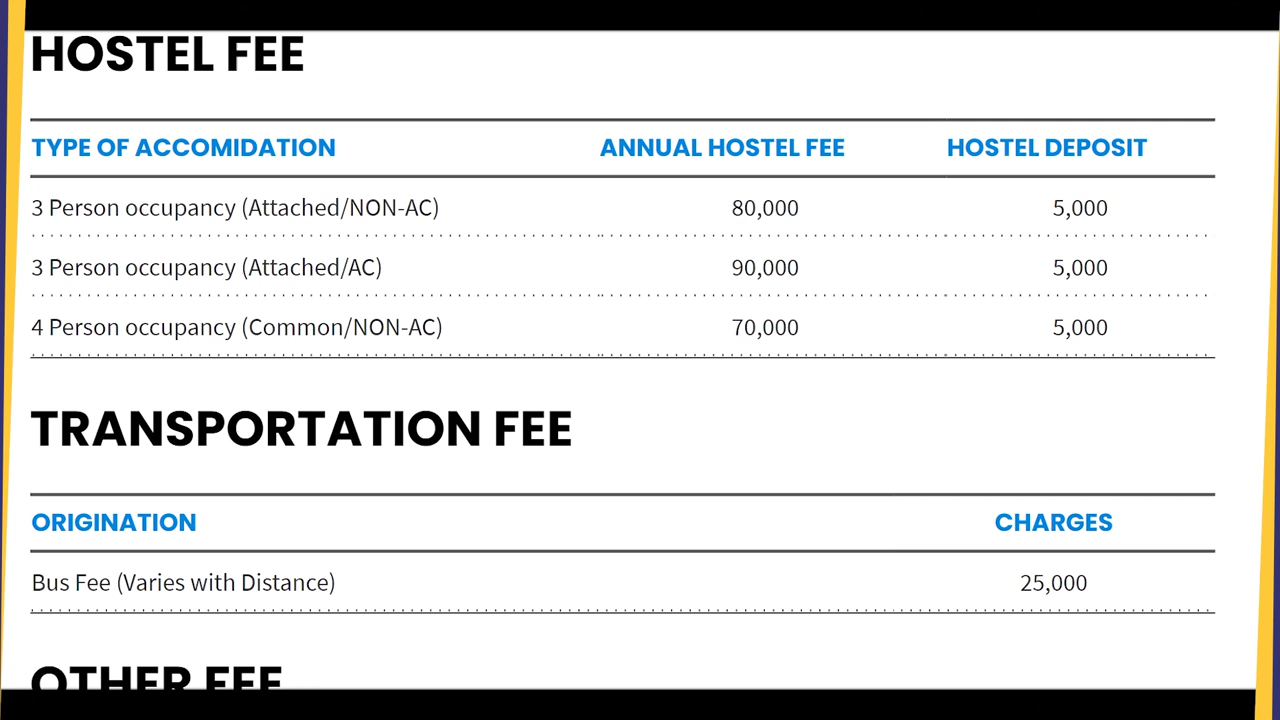 HOSTEL FEE
TYPE OF ACCOMIDATION ANNUAL HOSTEL FEE HOSTEL DEPOSIT
3 Person occupancy (Attached/NON-AC) 80,000 5,000
3 Person occupancy (Attached/AC) 90,000 5,000
4 Person occupancy (Common/NON-AC) 70,000 5,000
TRANSPORTATION FEE
ORIGINATION CHARGES
Bus Fee (Varies with Distance) 25,000
OTHER FEE